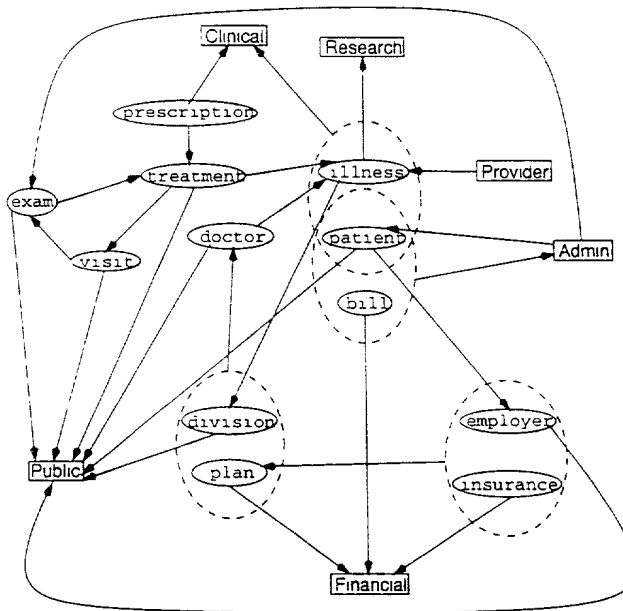 Clinical
Research
prescription
treatment
illness
Provider
exam
doctor
patient
visit
Admin
bill
division
employer
Public
plan
insurance
Financial